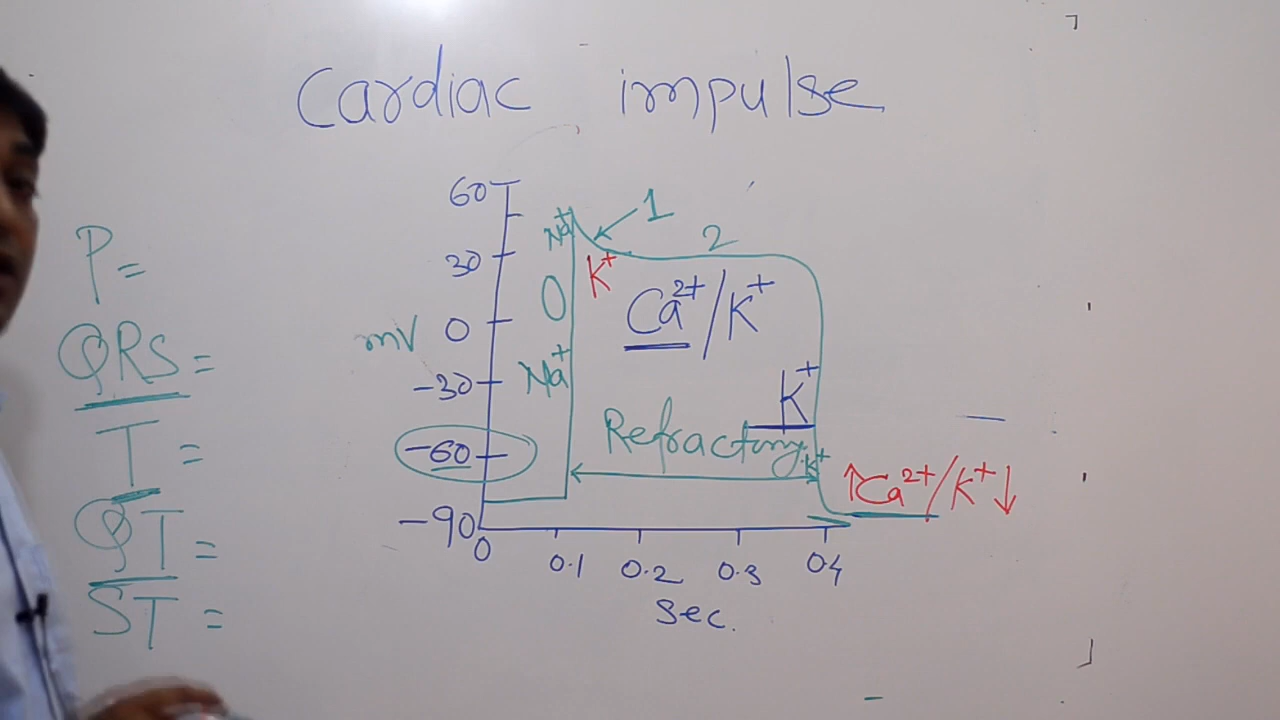 Cardiac impulse
60
30
0
-30
-60
-90
mV
Na+
0
Na+
K+
1
2
Ca2+/K+
K+
Refractory
K+
↑Ca2+/K+↓
0 0.1 0.2 0.3 0.4
Sec.
P =
QRS =
T =
QT =
ST =